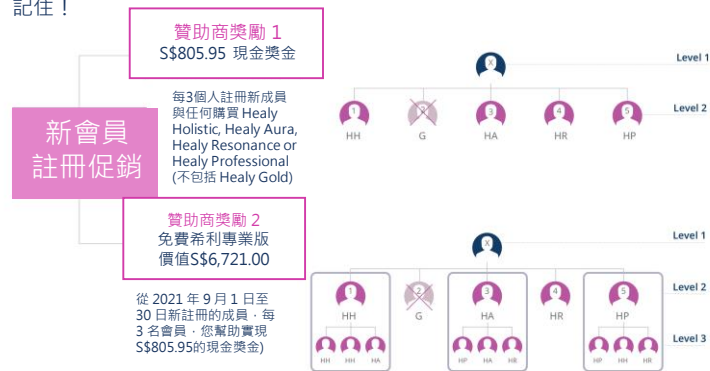 記住！
贊助商獎勵 1
S$805.95 現金獎金
每3個人註冊新成員
與任何購買 Healy
Holistic, Healy Aura,
Healy Resonance or
Healy Professional
(不包括 Healy Gold)
新會員
註冊促銷
贊助商獎勵 2
免費希利專業版
價值S$6,721.00
從 2021 年 9 月 1 日至
30 日新註冊的成員，每
3 名會員，您幫助實現
S$805.95的現金獎金)
X
Level 1
1 2 3 4 5
Level 2
HH G HA HR HP
X
Level 1
1 2 3 4 5
Level 2
HH G HA HR HP
Level 3
HH HH HA HP HA HR HP HH HR